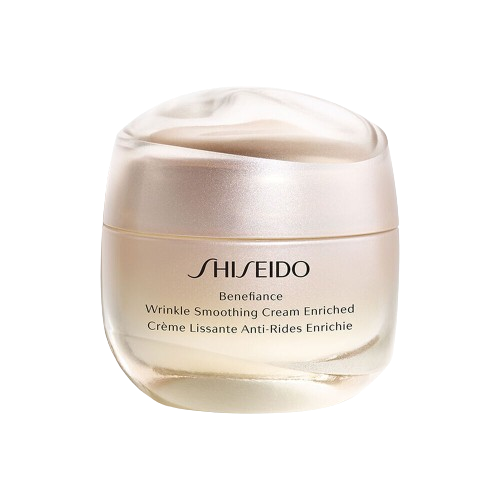 SHISEIDO
Benefiance
Wrinkle Smoothing Cream Enriched
Crème Lissante Anti-Rides Enrichie